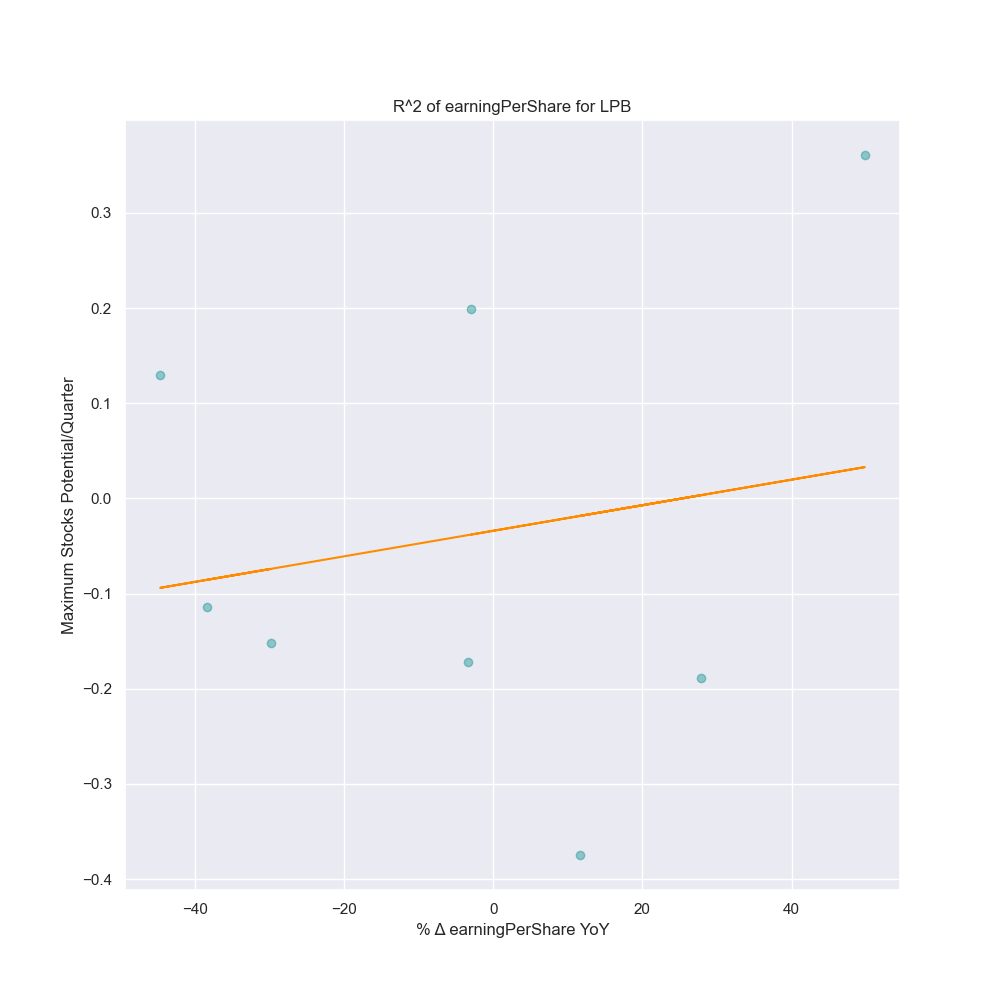 R^2 of earningPerShare for LPB
Maximum Stocks Potential/Quarter
0.3
0.2
0.1
0.0
−0.1
−0.2
−0.3
−0.4
−40 −20 0 20 40
% Δ earningPerShare YoY